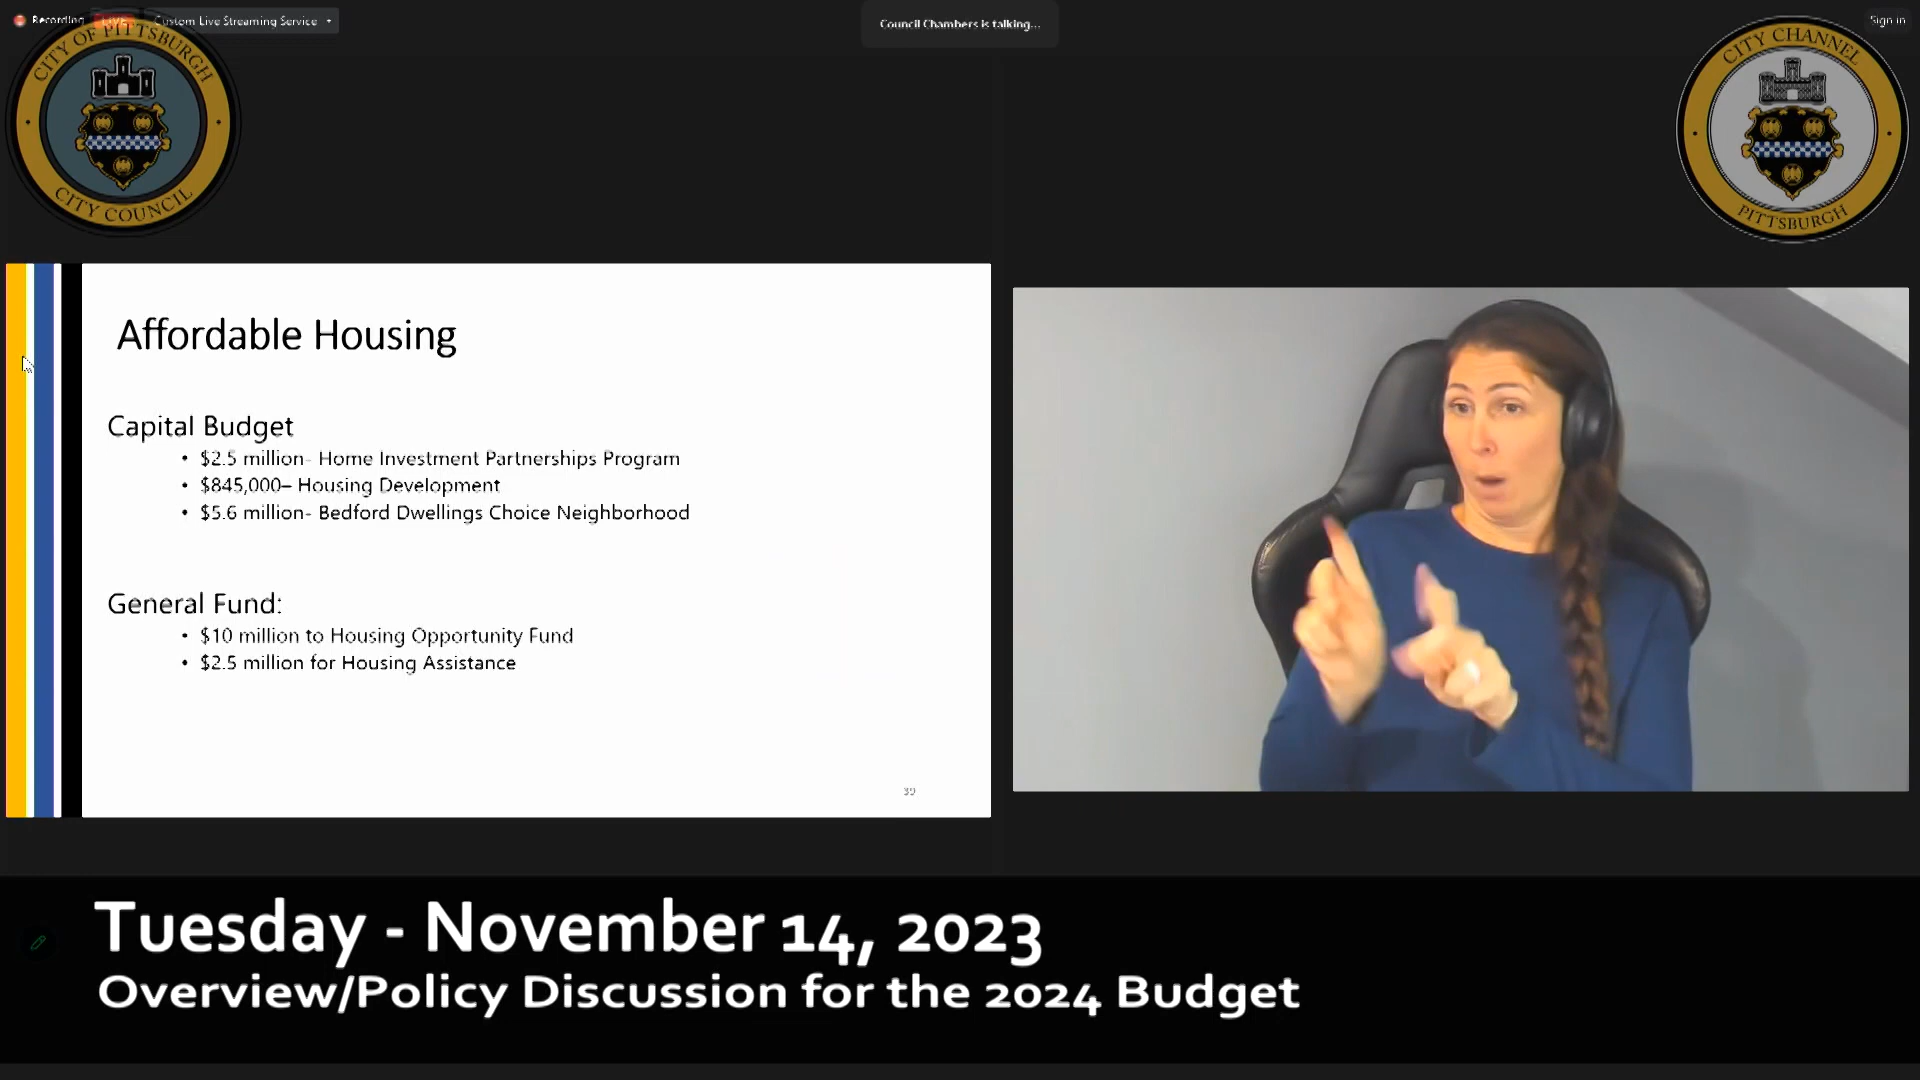 Recording
LIVE
Custom Live Streaming Service
Council Chambers is talking...
Sign in
CITY OF PITTSBURGH
CITY COUNCIL
CITY CHANNEL
PITTSBURGH
Affordable Housing
Capital Budget
• $2.5 million- Home Investment Partnerships Program
• $845,000– Housing Development
• $5.6 million- Bedford Dwellings Choice Neighborhood
General Fund:
• $10 million to Housing Opportunity Fund
• $2.5 million for Housing Assistance
Tuesday - November 14, 2023
Overview/Policy Discussion for the 2024 Budget